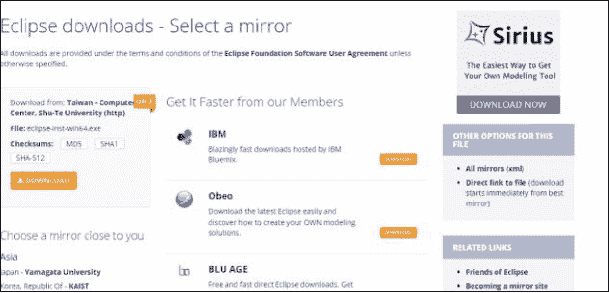 Eclipse downloads - Select a mirror
All downloads are provided under the terms and conditions of the Eclipse Foundation Software User Agreement unless
otherwise specified.
Download from: Taiwan - Computer
Center, Shu-Te University (http)
File: eclipse-inst-win64.exe
Checksums: MD5 SHA1
SHA-512
DOWNLOAD
Choose a mirror close to you
Asia
Japan - Yamagata University
Korea, Republic Of - KAIST
Get It Faster from our Members
IBM
Blazingly fast downloads hosted by IBM
Bluemix.
Obeo
Download the latest Eclipse easily and
discover how to create your OWN modeling
solutions.
BLU AGE
Free and fast direct Eclipse downloads. Get
Sirius
The Easiest Way to Get
Your Own Modeling Tool
DOWNLOAD NOW
OTHER OPTIONS FOR THIS
FILE
All mirrors (xml)
Direct link to file (download
starts immediately from best
mirror)
RELATED LINKS
Friends of Eclipse
Becoming a mirror site